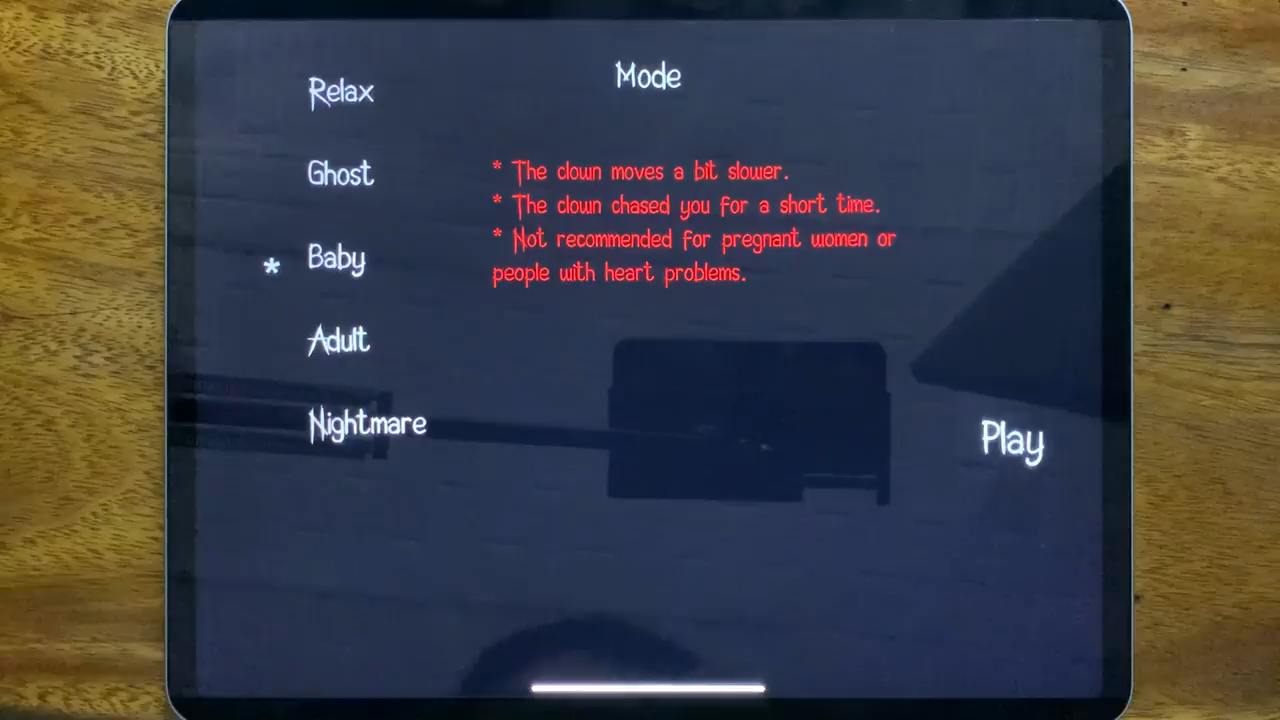 Mode
Relax
Ghost
* Baby
Adult
Nightmare
* The clown moves a bit slower.
* The clown chased you for a short time.
* Not recommended for pregnant women or
people with heart problems.
Play